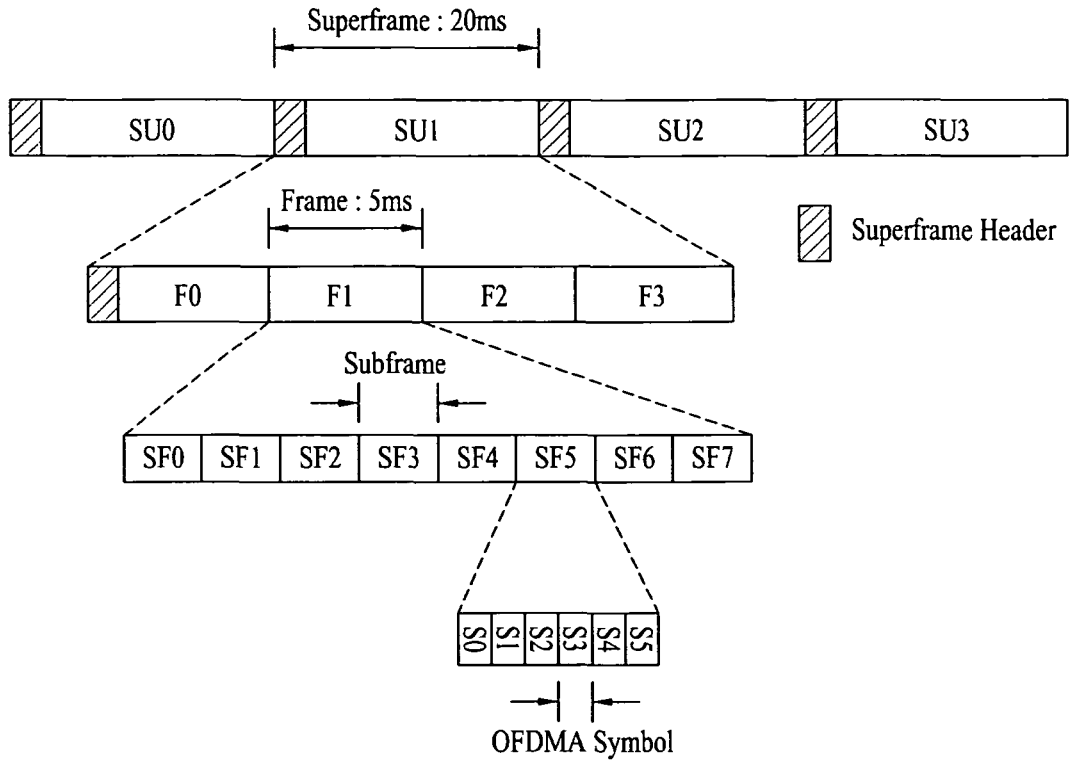 Superframe : 20ms
SU0 SU1 SU2 SU3
Frame : 5ms
Superframe Header
F0 F1 F2 F3
Subframe
SF0 SF1 SF2 SF3 SF4 SF5 SF6 SF7
S0 S1 S2 S3 S4 S5
OFDMA Symbol